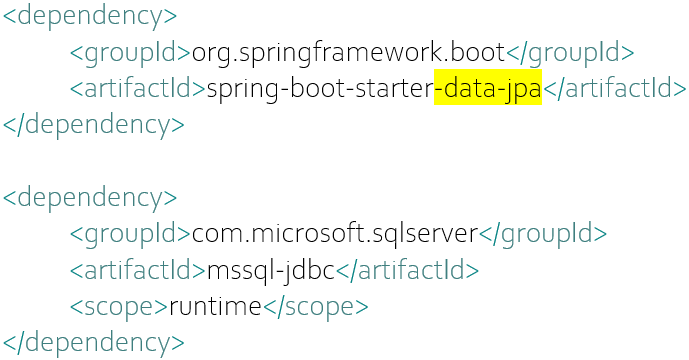 <dependency>
<groupId>org.springframework.boot</groupId>
<artifactId>spring-boot-starter-data-jpa</artifactId>
</dependency>
<dependency>
<groupId>com.microsoft.sqlserver</groupId>
<artifactId>mssql-jdbc</artifactId>
<scope>runtime</scope>
</dependency>